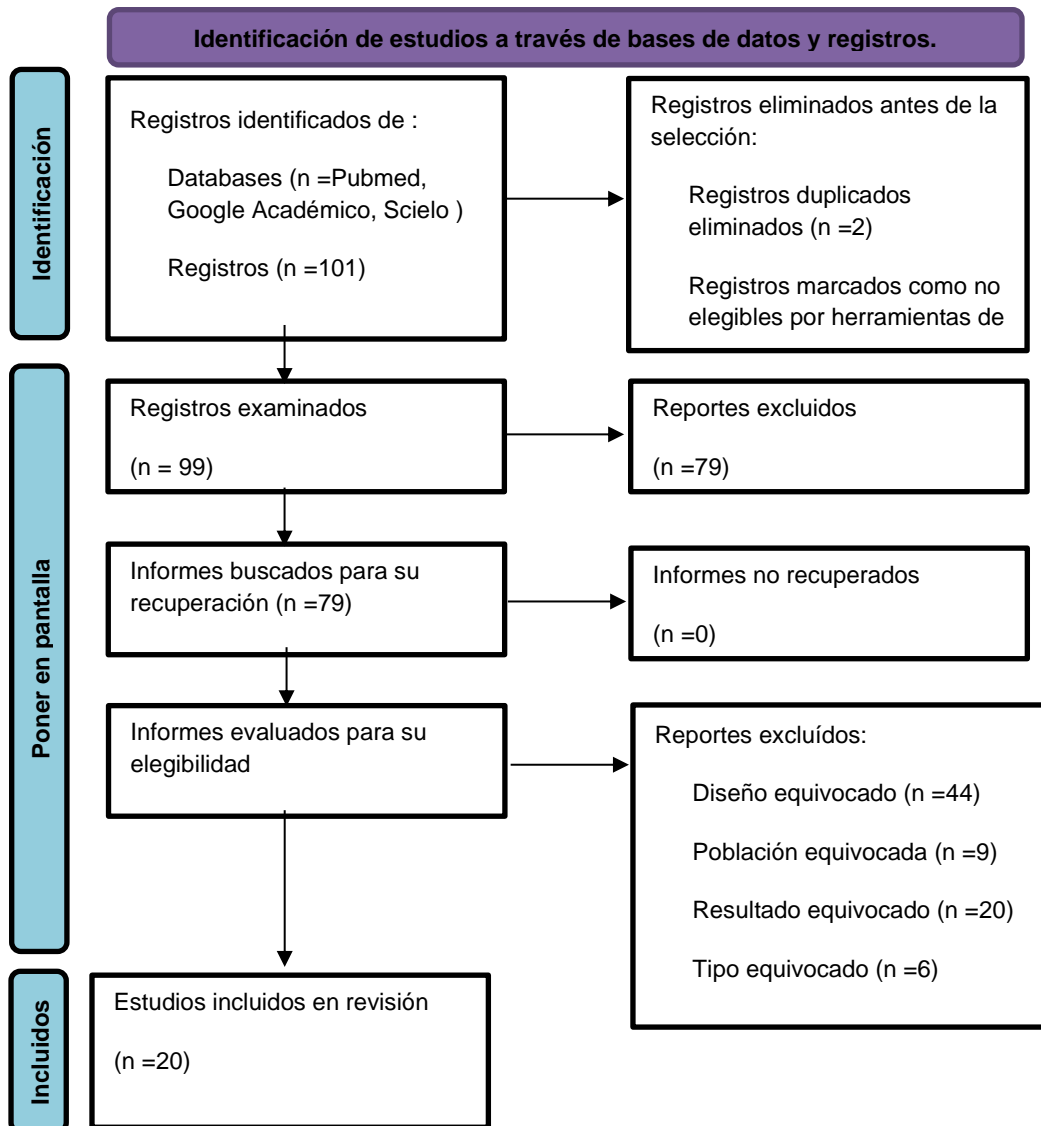 Identificación de estudios a través de bases de datos y registros.
Identificación
Registros identificados de :
Databases (n =Pubmed,
Google Académico, Scielo )
Registros (n =101)
Registros eliminados antes de la
selección:
Registros duplicados
eliminados (n =2)
Registros marcados como no
elegibles por herramientas de
Poner en pantalla
Registros examinados
(n = 99)
Reportes excluidos
(n =79)
Informes buscados para su
recuperación (n =79)
Informes no recuperados
(n =0)
Informes evaluados para su
elegibilidad
Reportes excluídos:
Diseño equivocado (n =44)
Población equivocada (n =9)
Resultado equivocado (n =20)
Tipo equivocado (n =6)
Incluidos
Estudios incluidos en revisión
(n =20)